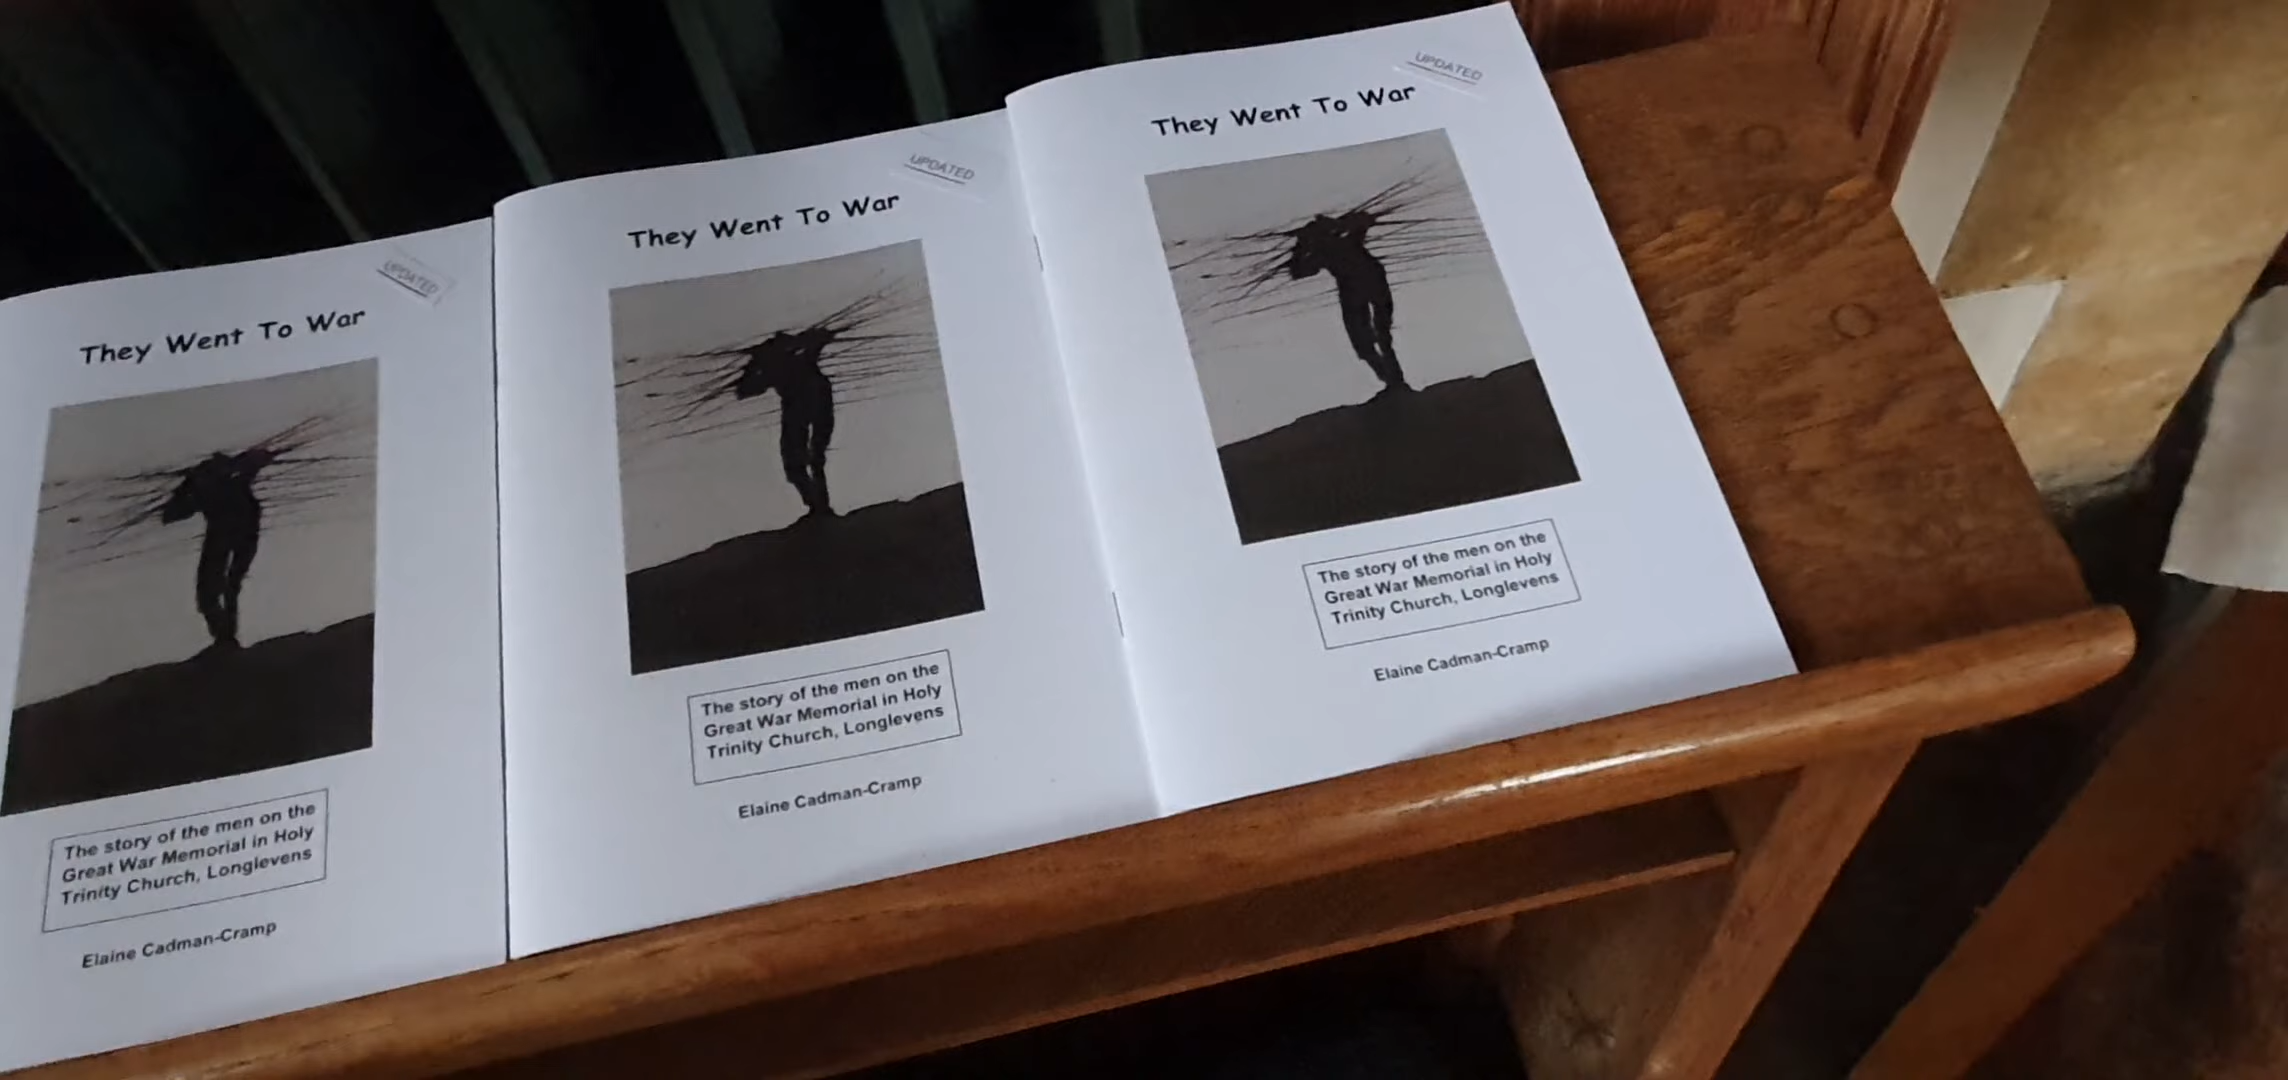 UPDATED
They Went To War
The story of the men on the
Great War Memorial in Holy
Trinity Church, Longlevens
Elaine Cadman-Cramp
UPDATED
They Went To War
The story of the men on the
Great War Memorial in Holy
Trinity Church, Longlevens
Elaine Cadman-Cramp
UPDATED
They Went To War
The story of the men on the
Great War Memorial in Holy
Trinity Church, Longlevens
Elaine Cadman-Cramp